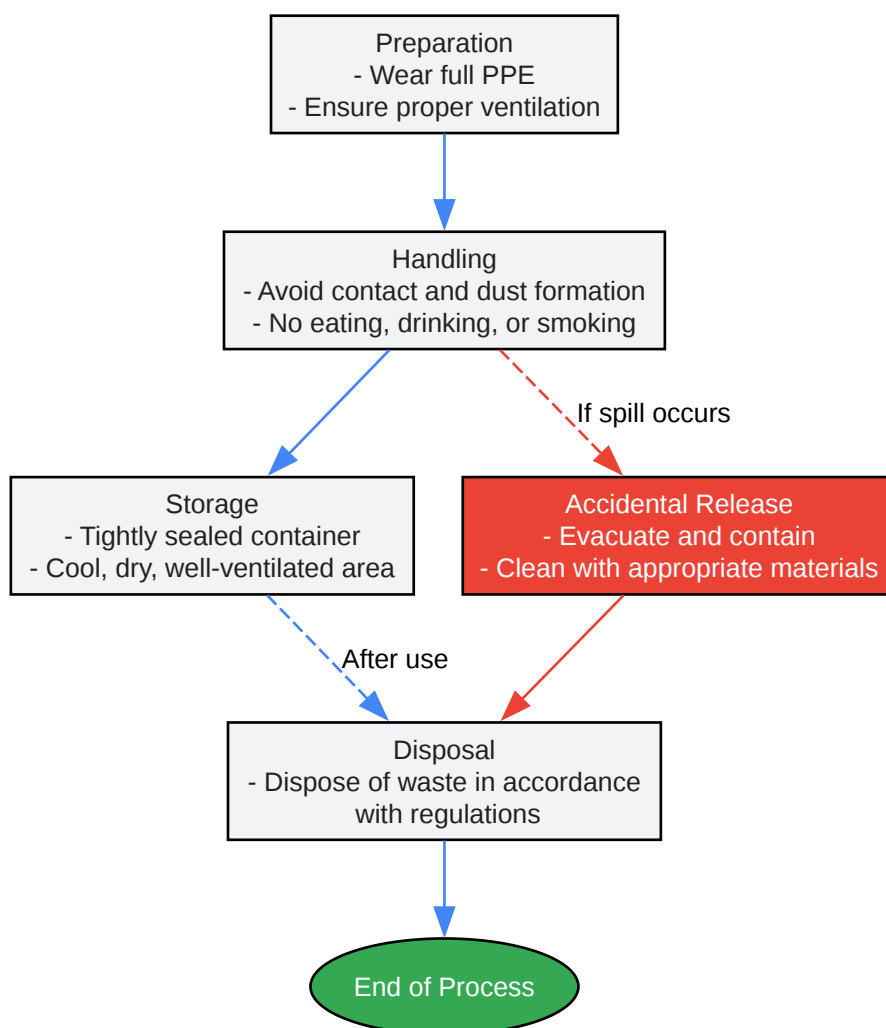 Preparation
- Wear full PPE
- Ensure proper ventilation
Handling
- Avoid contact and dust formation
- No eating, drinking, or smoking
If spill occurs
Storage
- Tightly sealed container
- Cool, dry, well-ventilated area
Accidental Release
- Evacuate and contain
- Clean with appropriate materials
After use
Disposal
- Dispose of waste in accordance
with regulations
End of Process